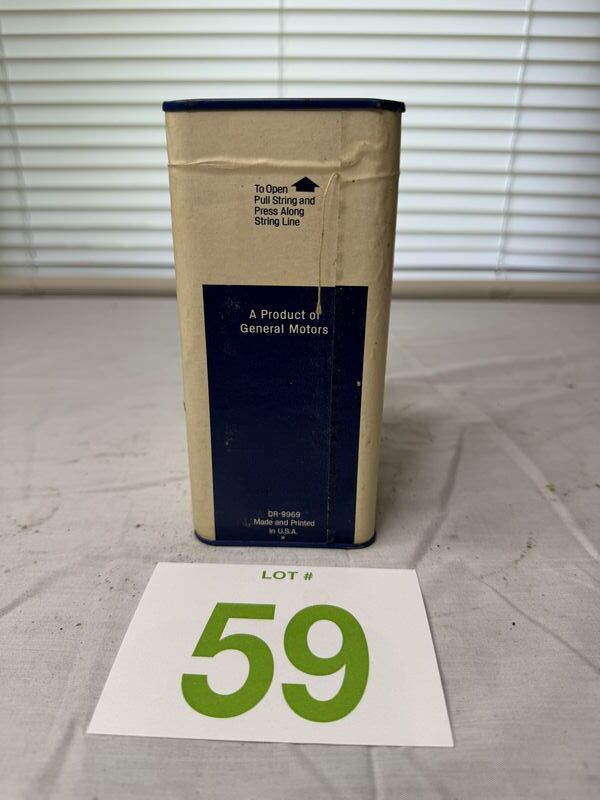 To Open
Pull String and
Press Along
String Line
A Product of
General Motors
DR-9969
Made and Printed
in U.S.A.
LOT #
59